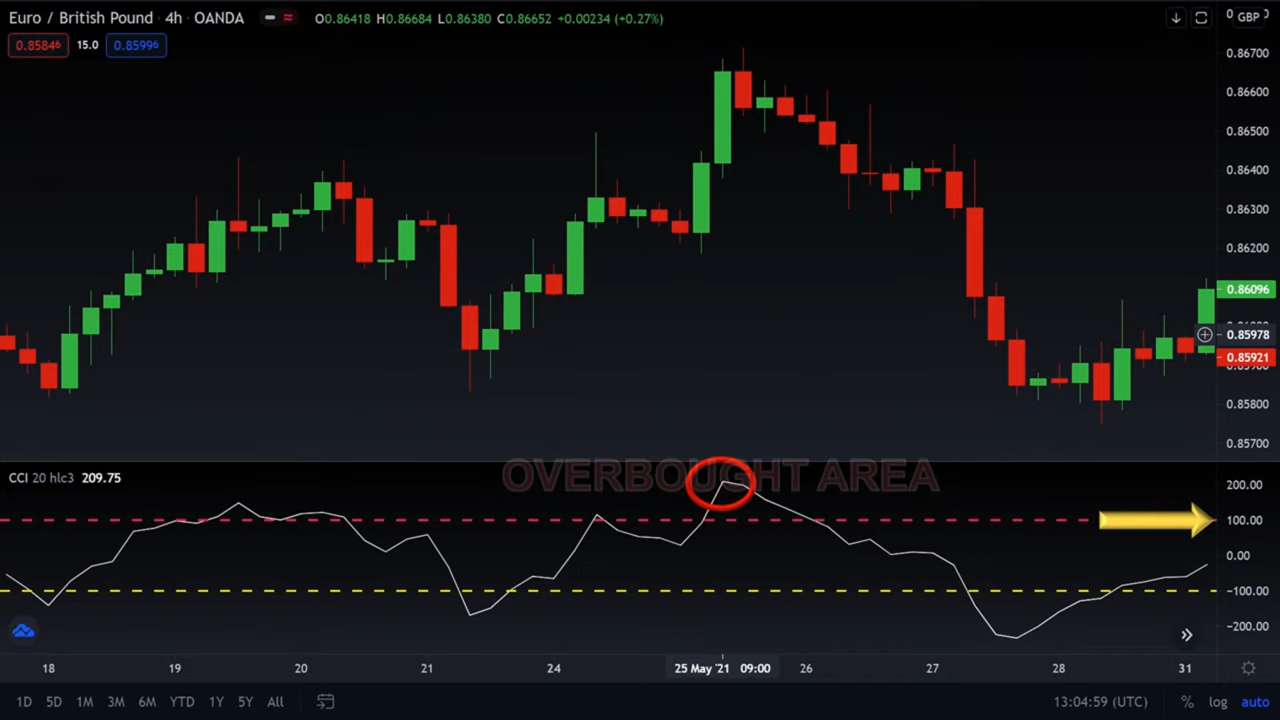 Euro / British Pound · 4h · OANDA O0.86418 H0.86684 L0.86380 C0.86652 +0.00234 (+0.27%)
GBP
0.85846 15.0 0.85996
0.86700
0.86600
0.86500
0.86400
0.86300
0.86200
0.86096
0.85978
0.85921
0.85800
0.85700
OVERBOUGHT AREA
CCI 20 hlc3 209.75
200.00
100.00
0.00
−100.00
−200.00
18 19 20 21 24 25 May '21 09:00 26 27 28 31
1D 5D 1M 3M 6M YTD 1Y 5Y All 13:04:59 (UTC) % log auto